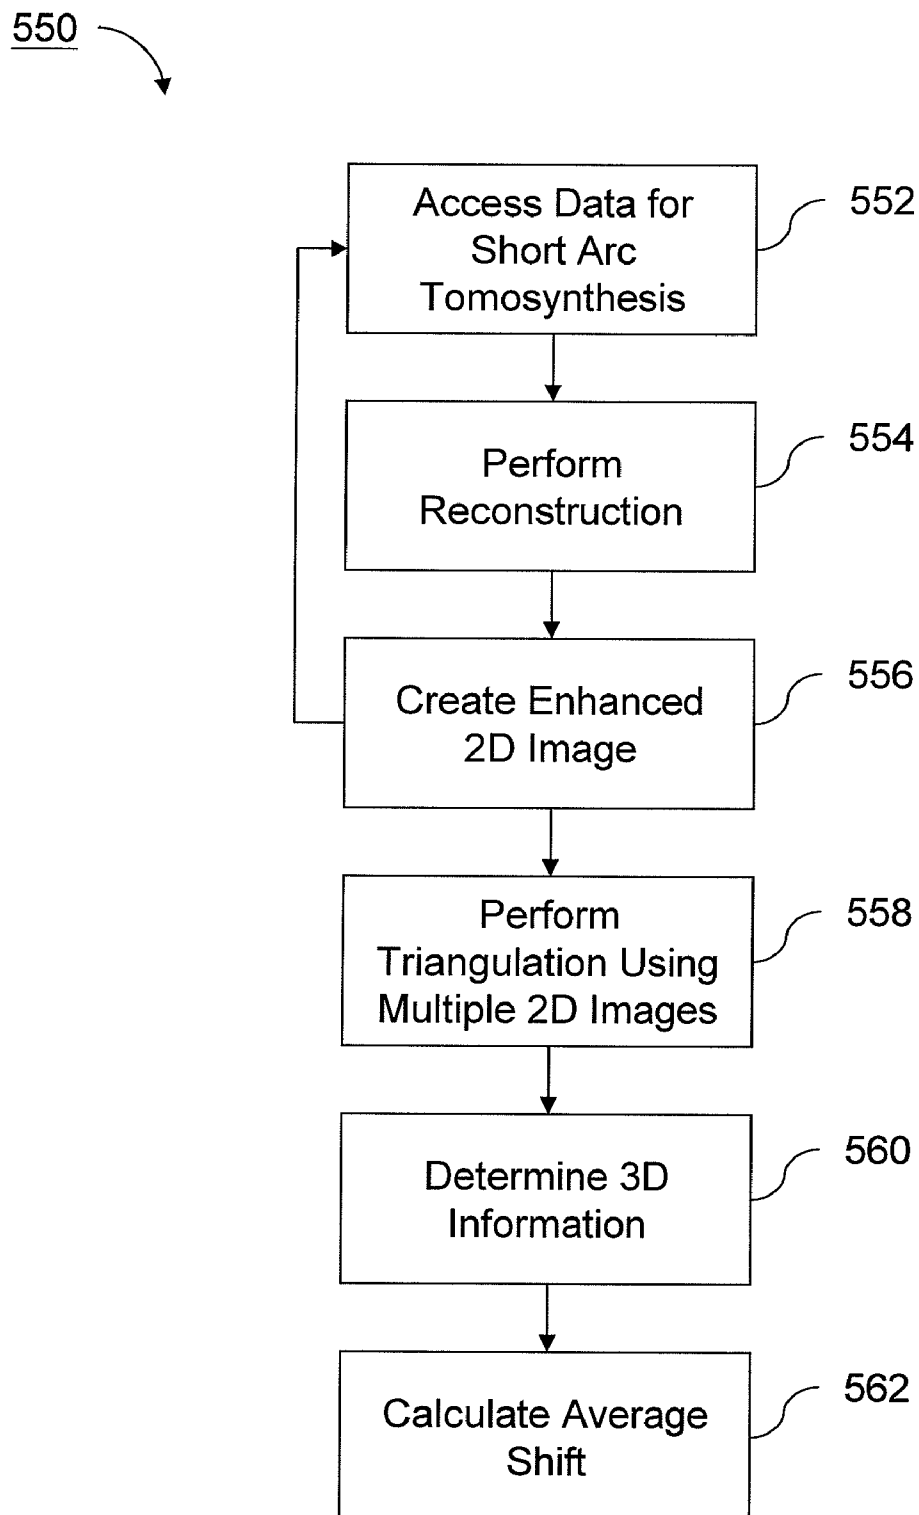 550
Access Data for
Short Arc
Tomosynthesis
552
Perform
Reconstruction
554
Create Enhanced
2D Image
556
Perform
Triangulation Using
Multiple 2D Images
558
Determine 3D
Information
560
Calculate Average
Shift
562